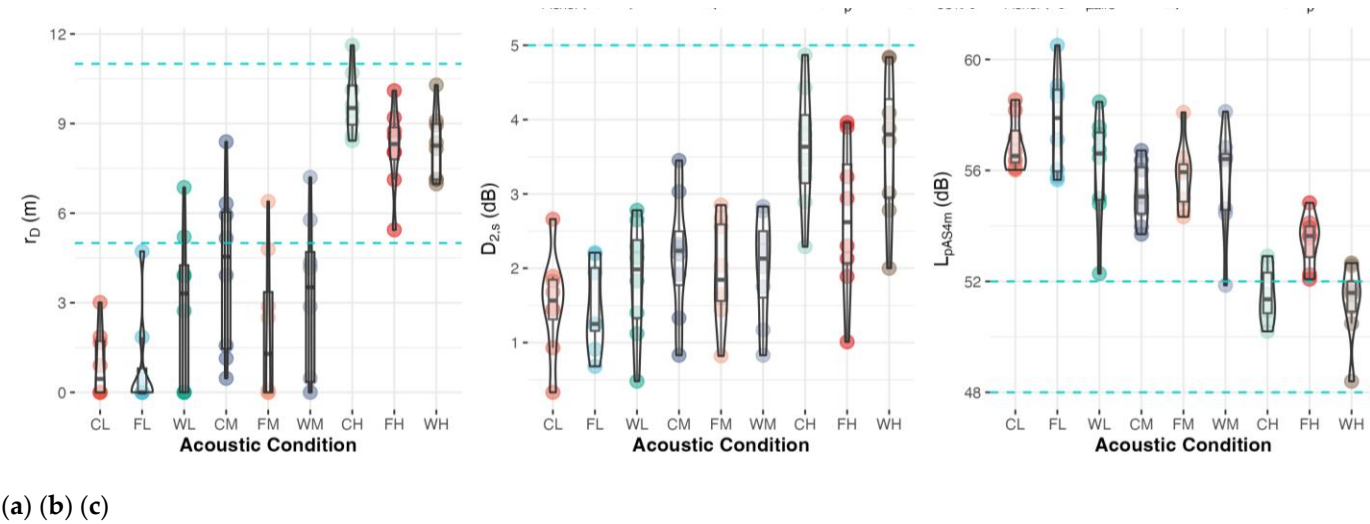 12
9
6
3
0
r_D (m)
CL FL WL CM FM WM CH FH WH
Acoustic Condition
5
4
3
2
1
D_2,s (dB)
CL FL WL CM FM WM CH FH WH
Acoustic Condition
60
56
52
48
L_pAS4m (dB)
CL FL WL CM FM WM CH FH WH
Acoustic Condition
(a) (b) (c)